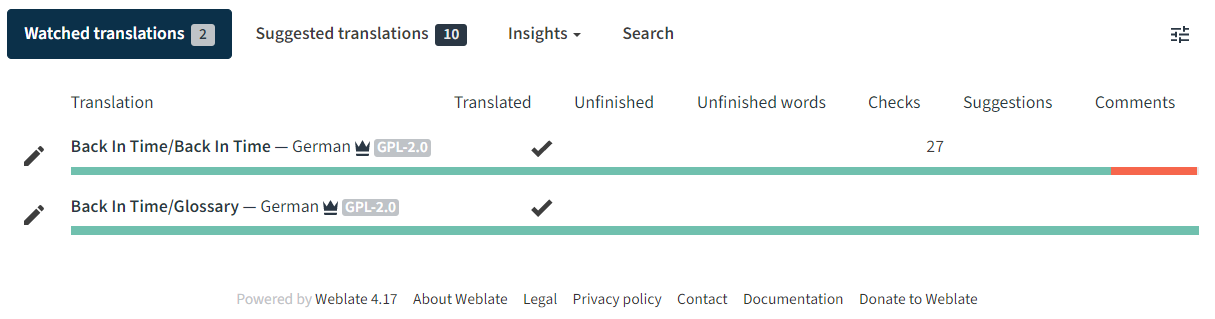 Watched translations 2 Suggested translations 10 Insights Search
Translation Translated Unfinished Unfinished words Checks Suggestions Comments
Back In Time/Back In Time — German GPL-2.0 27
Back In Time/Glossary — German GPL-2.0
Powered by Weblate 4.17 About Weblate Legal Privacy policy Contact Documentation Donate to Weblate